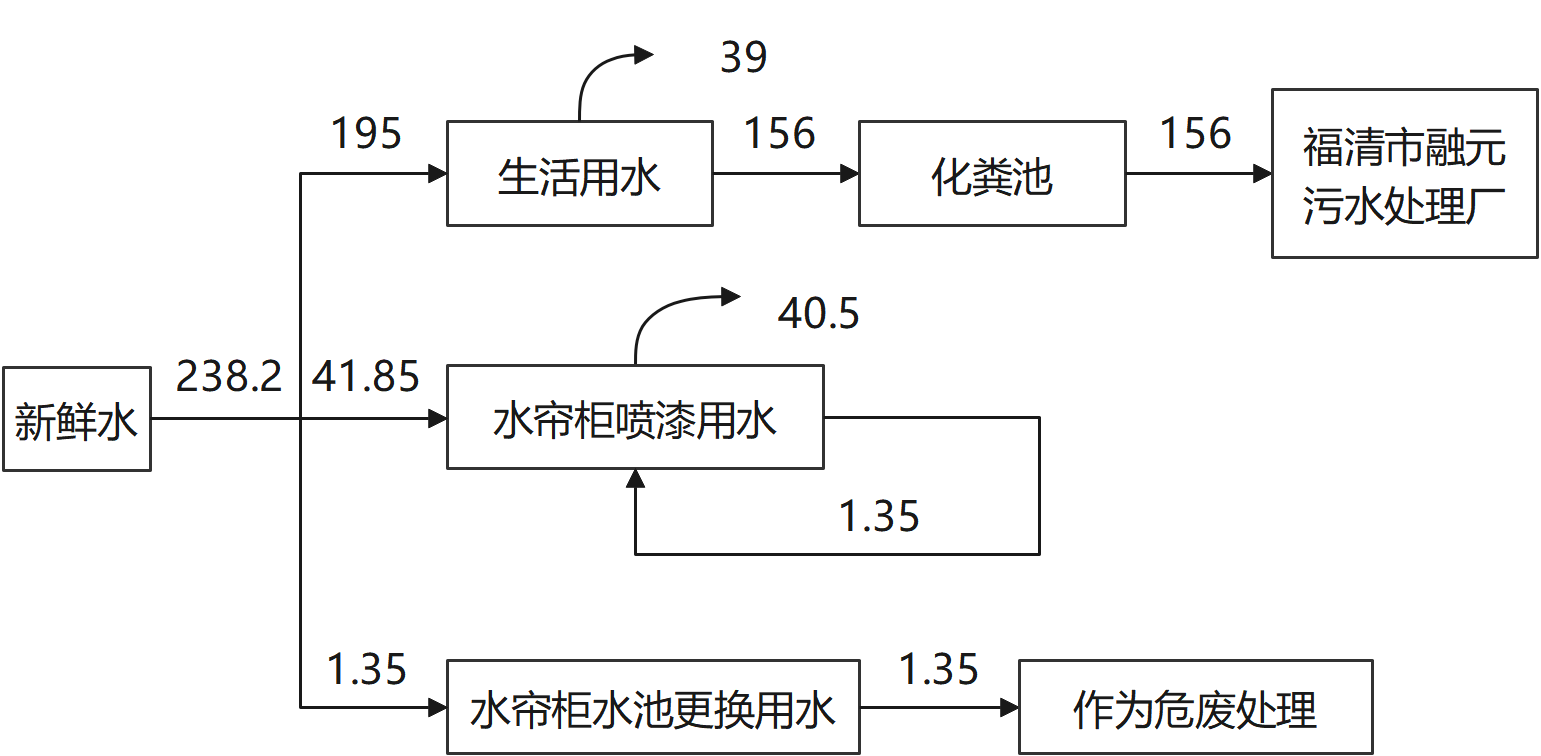 39
195
156
156
生活用水
化粪池
福清市融元
污水处理厂
40.5
238.2
41.85
新鲜水
水帘柜喷漆用水
1.35
1.35
1.35
水帘柜水池更换用水
作为危废处理